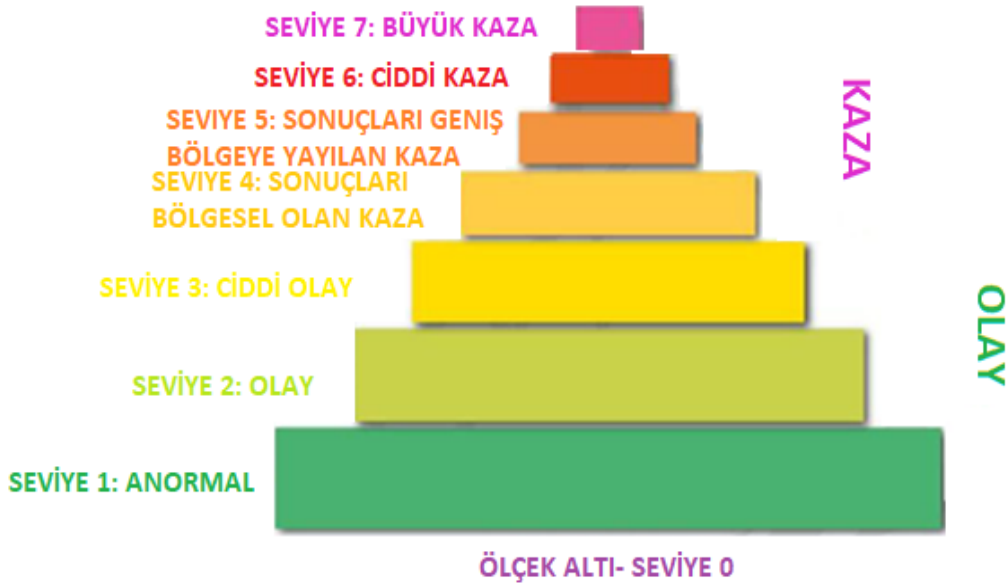 SEVİYE 7: BÜYÜK KAZA
SEVİYE 6: CİDDİ KAZA
SEVIYE 5: SONUÇLARI GENİŞ
BÖLGEYE YAYILAN KAZA
SEVİYE 4: SONUÇLARI
BÖLGESEL OLAN KAZA
KAZA
SEVİYE 3: CİDDİ OLAY
SEVİYE 2: OLAY
OLAY
SEVİYE 1: ANORMAL
ÖLÇEK ALTI- SEVİYE 0